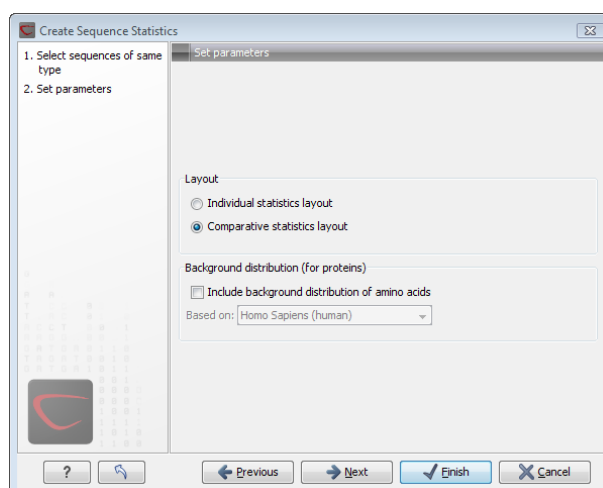 Create Sequence Statistics
1. Select sequences of same
type
2. Set parameters
Set parameters
Layout
Individual statistics layout
Comparative statistics layout
Background distribution (for proteins)
Include background distribution of amino acids
Based on: Homo Sapiens (human)
?
Previous
Next
Finish
Cancel